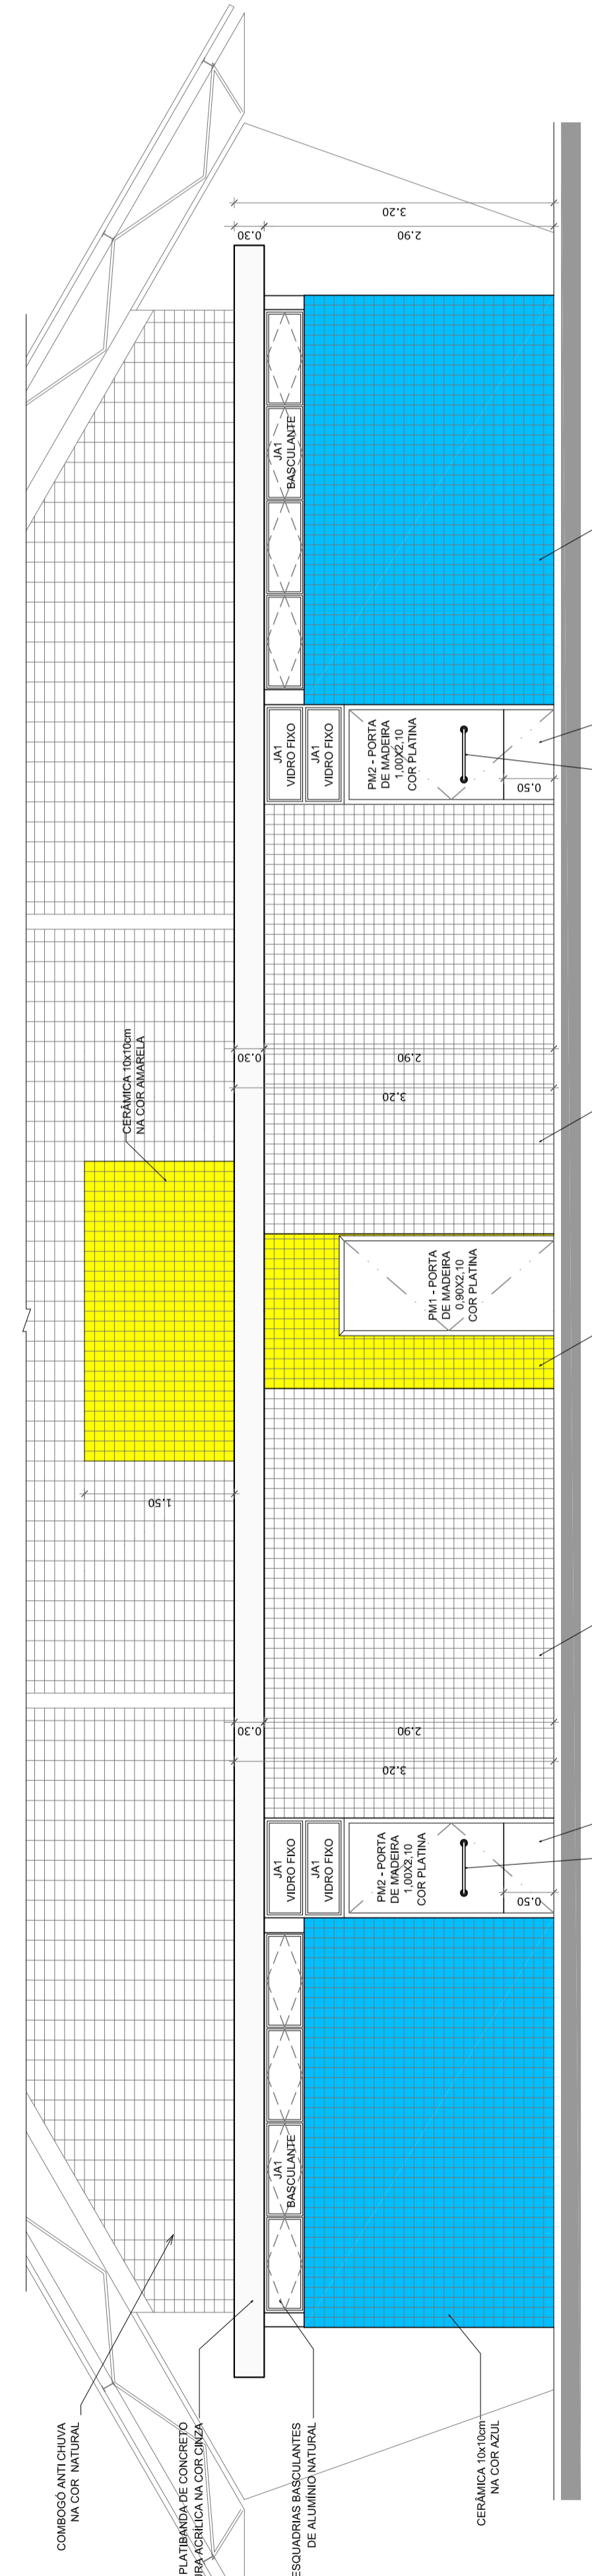 COMBOGÓ ANTI CHUVA
NA COR NATURAL
PLATIBANDA DE CONCRETO
URA ACRÍLICA NA COR CINZA
ESQUADRIAS BASCULANTES
DE ALUMÍNIO NATURAL
CERÂMICA 10x10cm
NA COR AZUL
JA1
BASCULANTE
JA1
VIDRO FIXO
JA1
VIDRO FIXO
PM2 - PORTA
DE MADEIRA
1,00X2,10
COR PLATINA
0.50
0.30
2.90
3.20
1.50
CERÂMICA 10x10cm
NA COR AMARELA
PM1 - PORTA
DE MADEIRA
0,90X2,10
COR PLATINA
0.30
2.90
3.20
JA1
VIDRO FIXO
JA1
VIDRO FIXO
PM2 - PORTA
DE MADEIRA
1,00X2,10
COR PLATINA
0.50
JA1
BASCULANTE
0.30
2.90
3.20